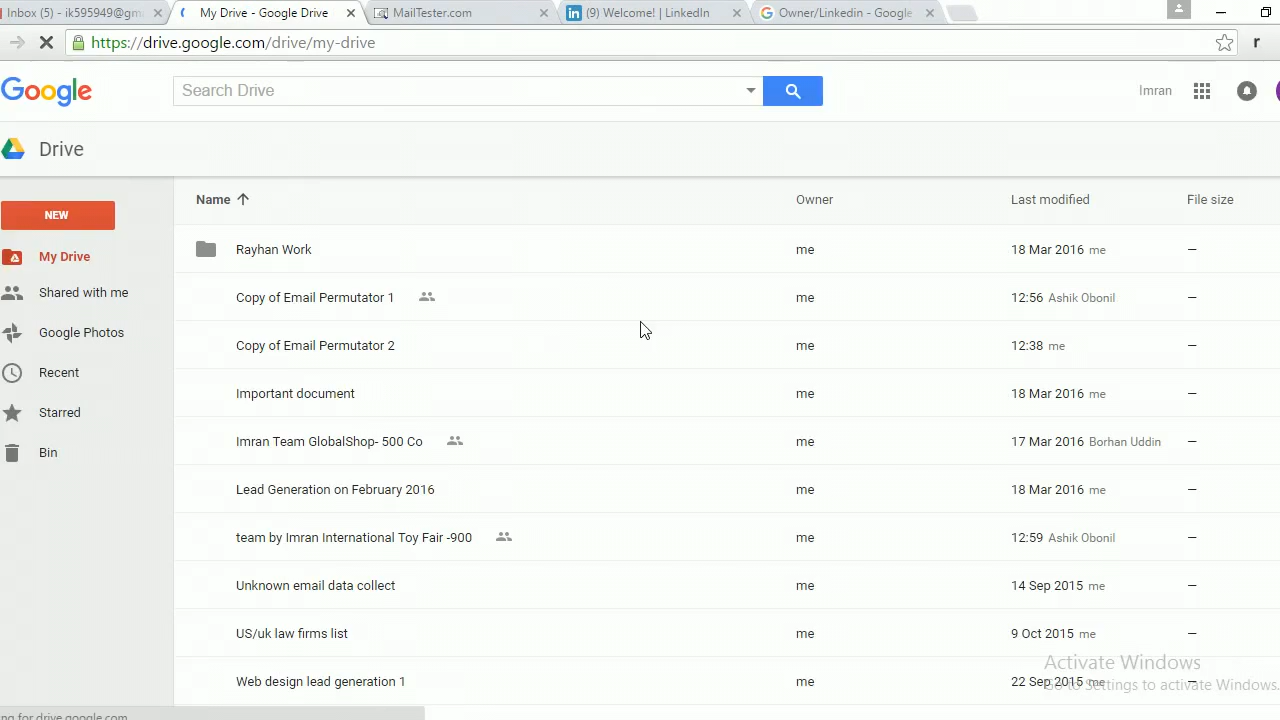 Inbox (5) - ik595949@gm My Drive - Google Drive MailTester.com (9) Welcome! | LinkedIn Owner/Linkedin - Google
https://drive.google.com/drive/my-drive r
Google Search Drive Imran
Drive
NEW
My Drive
Shared with me
Google Photos
Recent
Starred
Bin
Name Owner Last modified File size
Rayhan Work me 18 Mar 2016 me –
Copy of Email Permutator 1 me 12:56 Ashik Obonil –
Copy of Email Permutator 2 me 12:38 me –
Important document me 18 Mar 2016 me –
Imran Team GlobalShop- 500 Co me 17 Mar 2016 Borhan Uddin –
Lead Generation on February 2016 me 18 Mar 2016 me –
team by Imran International Toy Fair -900 me 12:59 Ashik Obonil –
Unknown email data collect me 14 Sep 2015 me –
US/uk law firms list me 9 Oct 2015 me –
Web design lead generation 1 me 22 Sep 2015 me –
Activate Windows
Go to Settings to activate Windows.
ng for drive.google.com